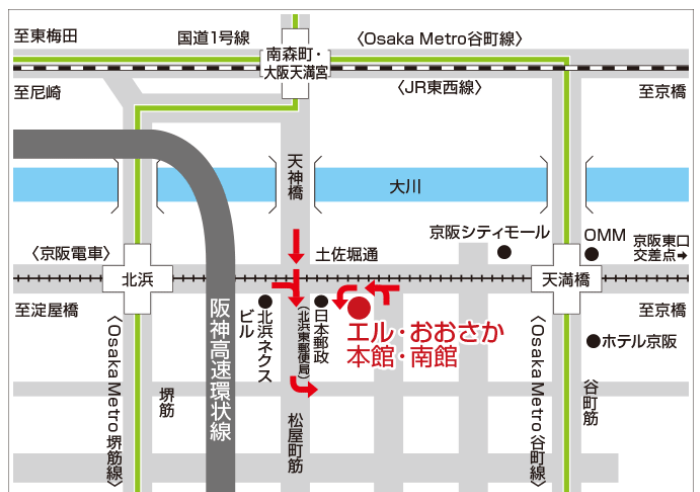 至東梅田
国道1号線
南森町・
大阪天満宮
〈Osaka Metro谷町線〉
至尼崎
〈JR東西線〉
至京橋
天神橋
大川
〈京阪電車〉
北浜
土佐堀通
京阪シティモール
OMM
京阪東口
交差点→
天満橋
至淀屋橋
至京橋
阪神高速環状線
北浜ネクス
ビル
日本郵政
(北浜東郵便局)
エル・おおさか
本館・南館
ホテル京阪
〈Osaka Metro堺筋線〉
堺筋
松屋町筋
〈Osaka Metro谷町線〉
谷町筋